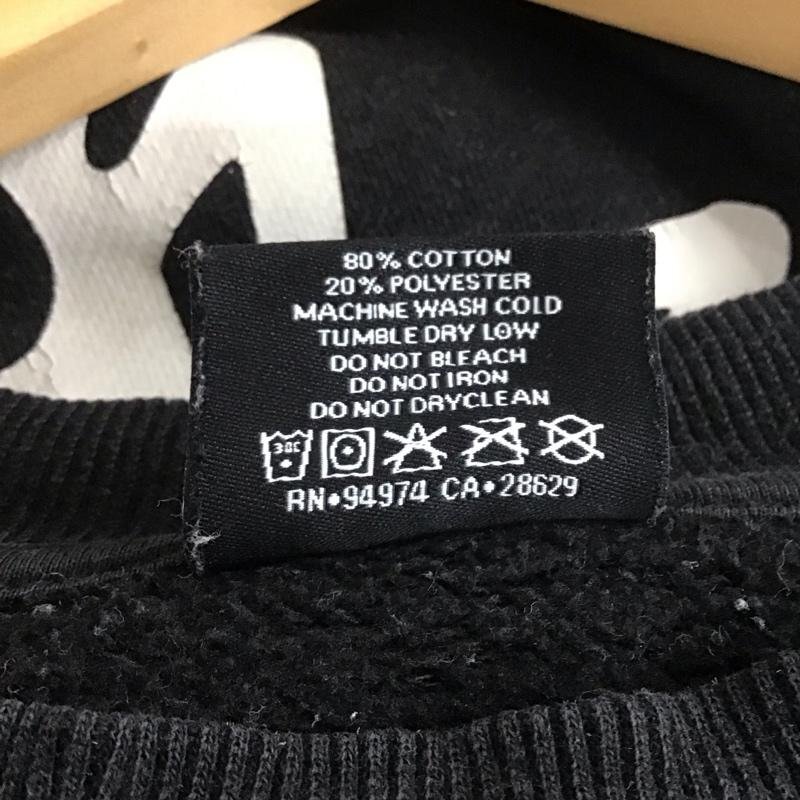 80% COTTON
20% POLYESTER
MACHINE WASH COLD
TUMBLE DRY LOW
DO NOT BLEACH
DO NOT IRON
DO NOT DRYCLEAN
30C
RN•94974 CA•28629